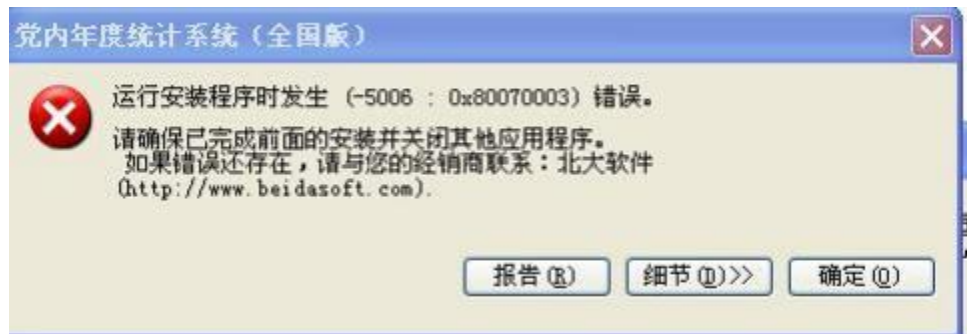 党内年度统计系统（全国版）
运行安装程序时发生 (-5006 : 0x80070003) 错误。
请确保已完成前面的安装并关闭其他应用程序。
如果错误还存在，请与您的经销商联系：北大软件
(http://www.beidasoft.com).
报告(R) 细节(D)>> 确定(O)